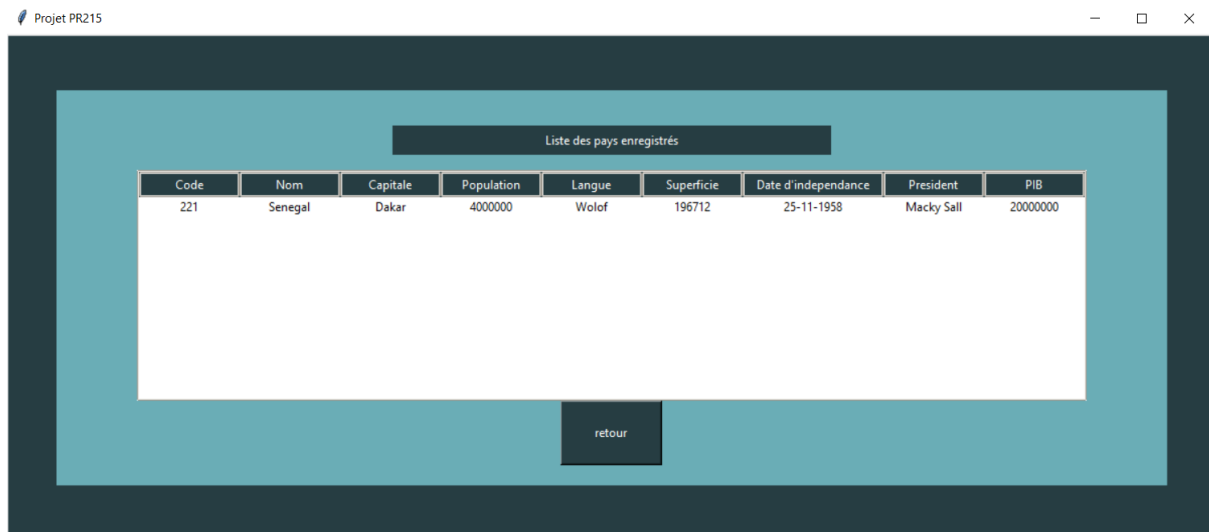 Projet PR215
Liste des pays enregistrés
Code Nom Capitale Population Langue Superficie Date d'independance President PIB
221 Senegal Dakar 4000000 Wolof 196712 25-11-1958 Macky Sall 20000000
retour